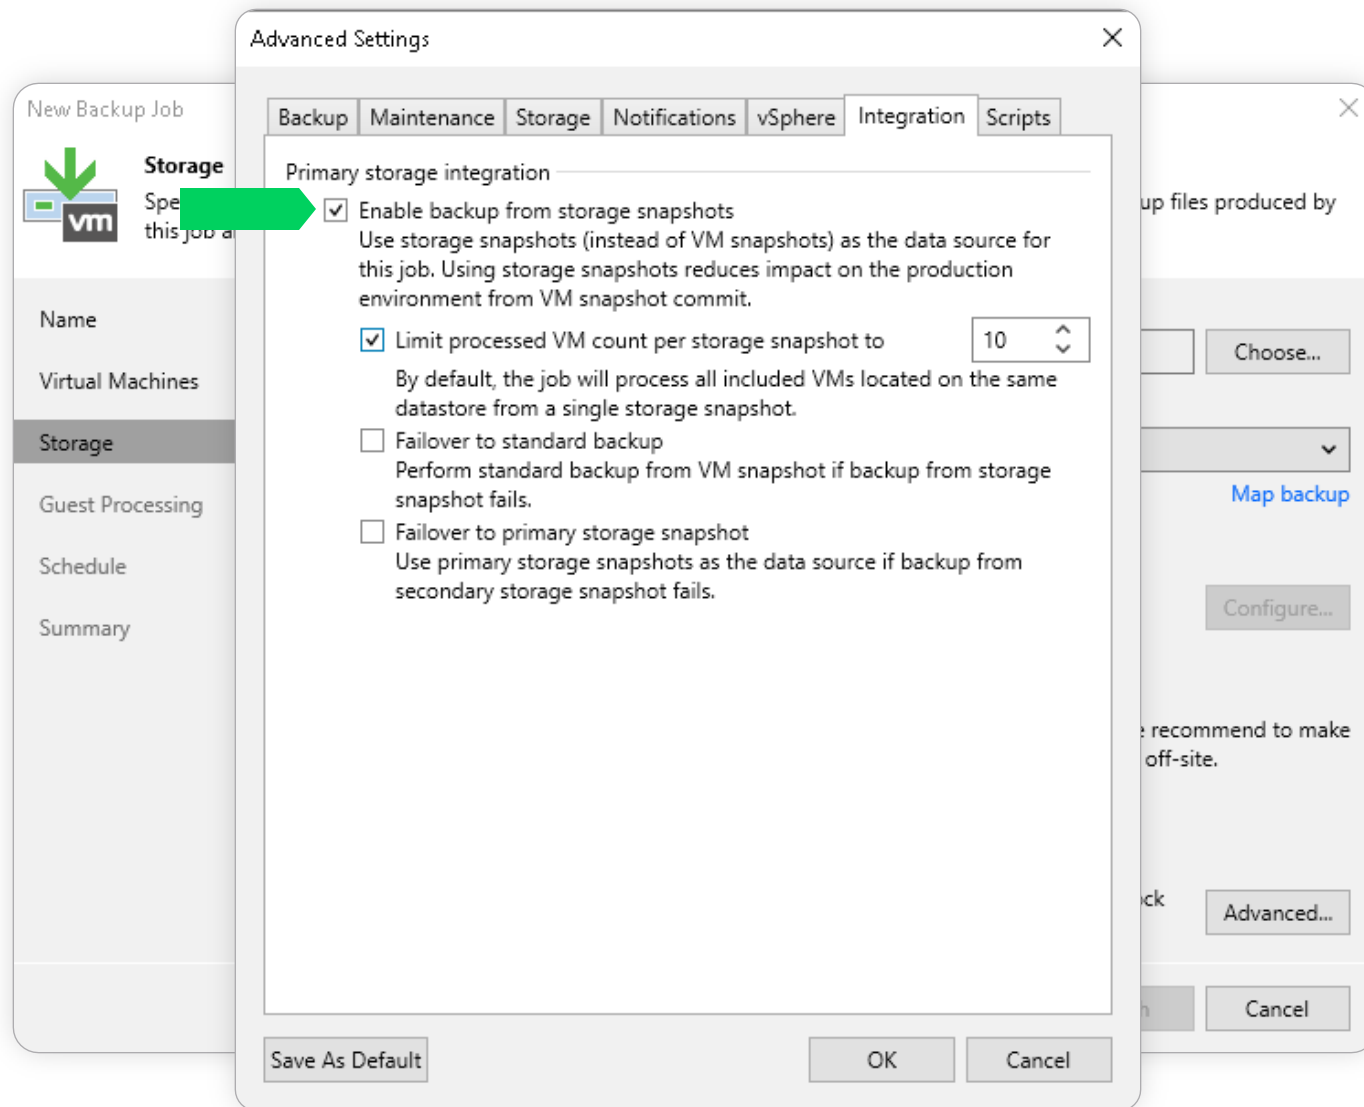 Advanced Settings
New Backup Job
Storage
this job
up files produced by
vm
Name
Virtual Machines
Storage
Guest Processing
Schedule
Summary
Backup
Maintenance
Storage
Notifications
vSphere
Integration
Scripts
Primary storage integration
Enable backup from storage snapshots
Use storage snapshots (instead of VM snapshots) as the data source for
this job. Using storage snapshots reduces impact on the production
environment from VM snapshot commit.
Limit processed VM count per storage snapshot to 10
By default, the job will process all included VMs located on the same
datastore from a single storage snapshot.
Failover to standard backup
Perform standard backup from VM snapshot if backup from storage
snapshot fails.
Failover to primary storage snapshot
Use primary storage snapshots as the data source if backup from
secondary storage snapshot fails.
Save As Default
OK
Cancel
Choose...
Map backup
Configure...
recommend to make
off-site.
Advanced...
Cancel